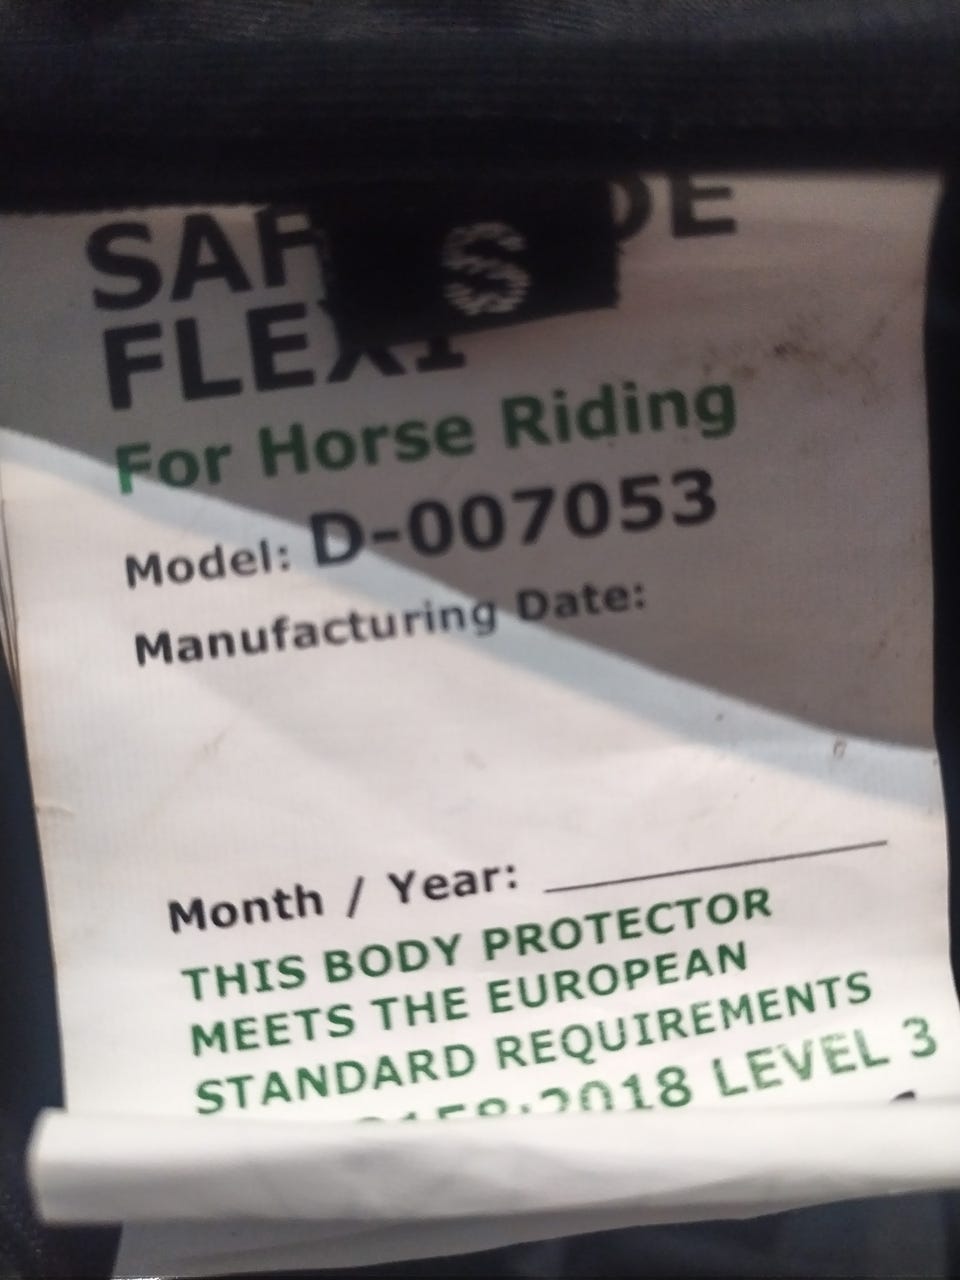 S
FLEXI
For Horse Riding
Model: D-007053
Manufacturing Date:
Month / Year:
THIS BODY PROTECTOR
MEETS THE EUROPEAN
STANDARD REQUIREMENTS
2018 LEVEL 3